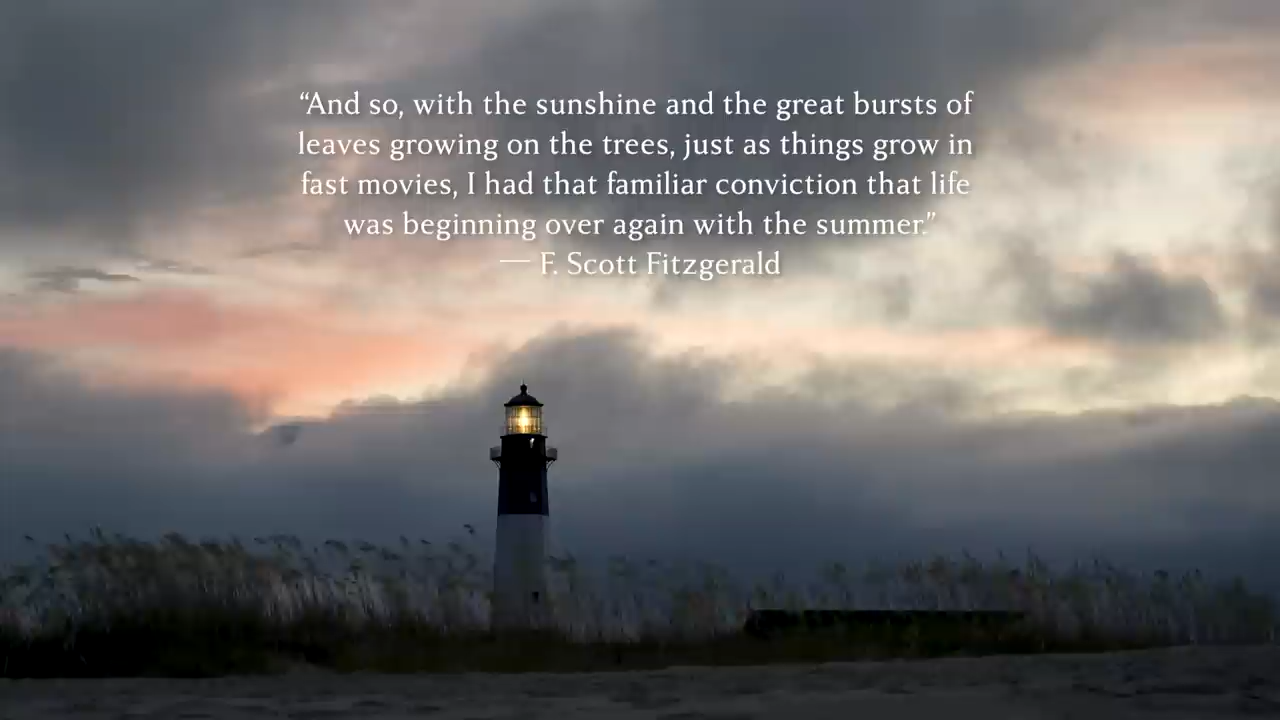 “And so, with the sunshine and the great bursts of
leaves growing on the trees, just as things grow in
fast movies, I had that familiar conviction that life
was beginning over again with the summer.”
— F. Scott Fitzgerald